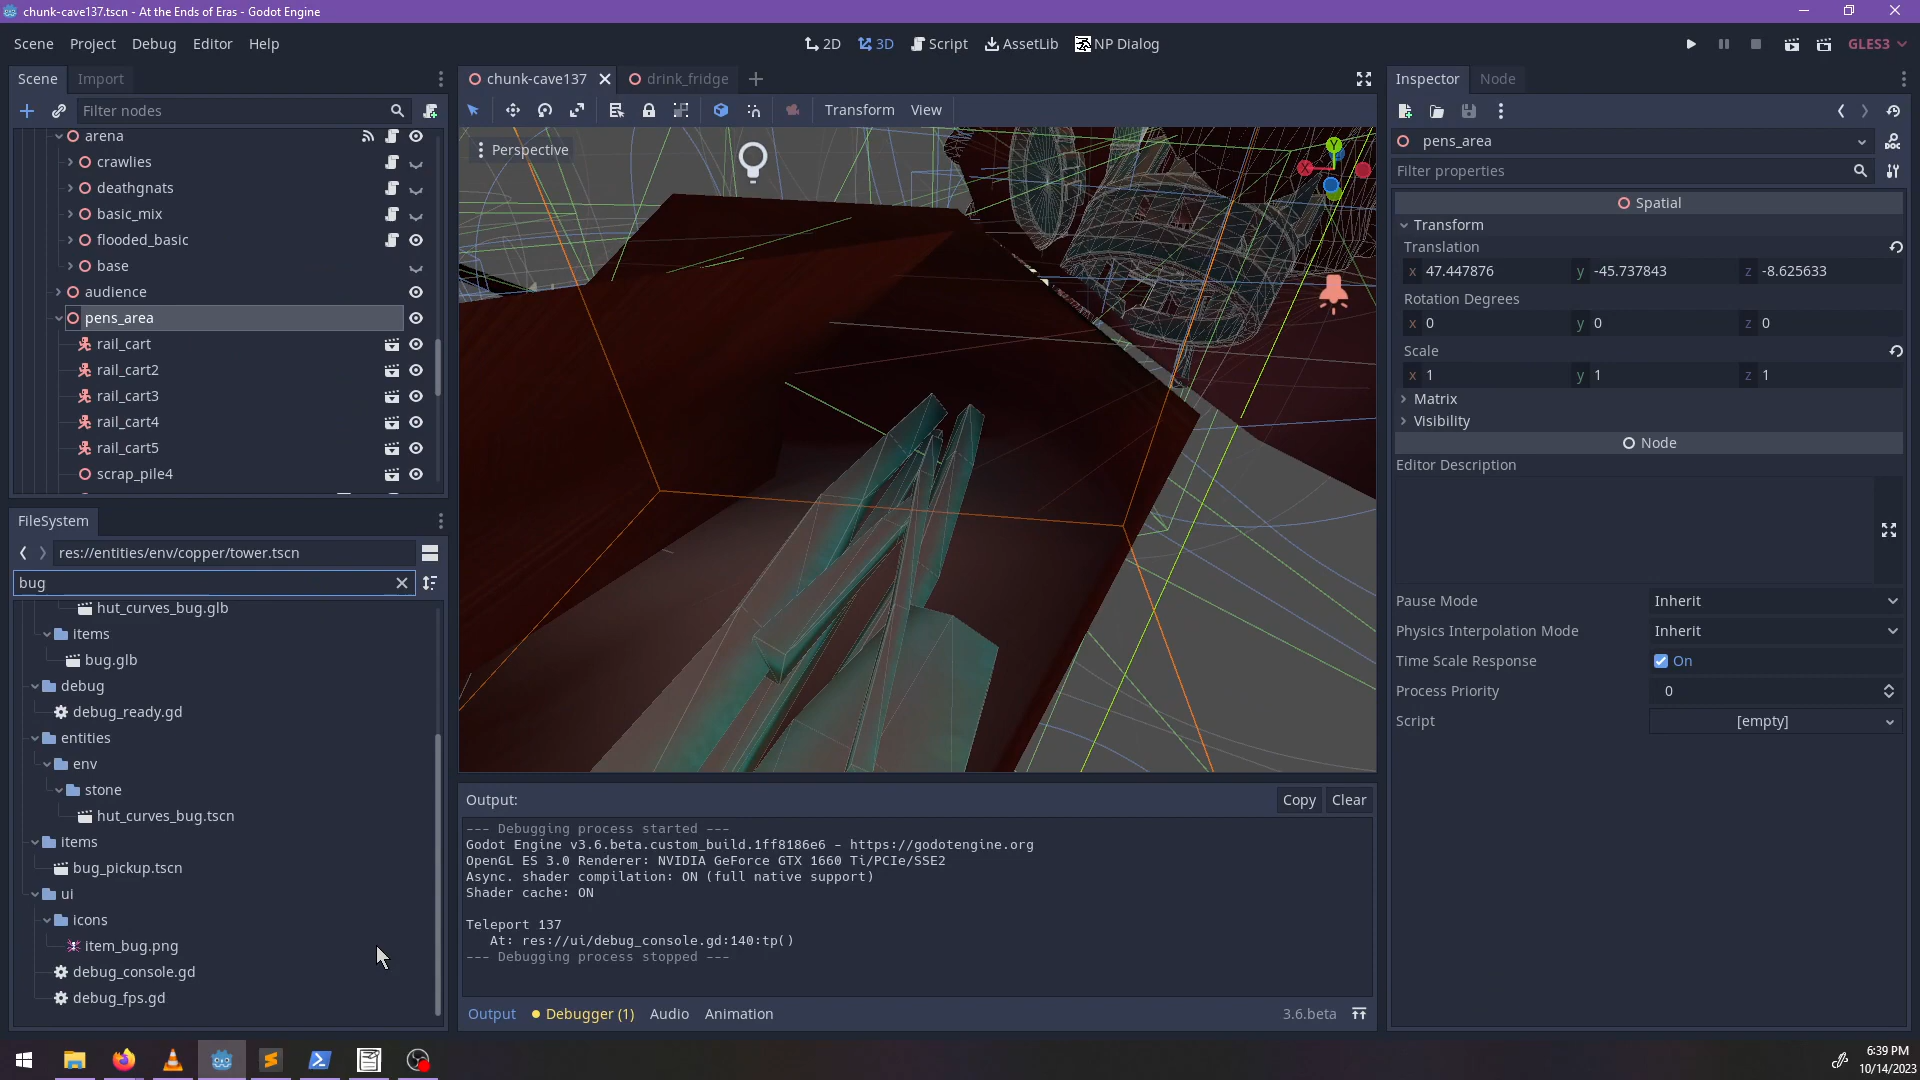 chunk-cave137.tscn - At the Ends of Eras - Godot Engine
Scene Project Debug Editor Help
2D 3D Script AssetLib NP Dialog
GLES3
Scene Import
Filter nodes
arena
crawlies
deathgnats
basic_mix
flooded_basic
base
audience
pens_area
rail_cart
rail_cart2
rail_cart3
rail_cart4
rail_cart5
scrap_pile4
FileSystem
res://entities/env/copper/tower.tscn
bug
hut_curves_bug.glb
items
bug.glb
debug
debug_ready.gd
entities
env
stone
hut_curves_bug.tscn
items
bug_pickup.tscn
ui
icons
item_bug.png
debug_console.gd
debug_fps.gd
chunk-cave137 drink_fridge
Transform View
Perspective
Y
X
Output:
Copy Clear
--- Debugging process started ---
Godot Engine v3.6.beta.custom_build.1ff8186e6 - https://godotengine.org
OpenGL ES 3.0 Renderer: NVIDIA GeForce GTX 1660 Ti/PCIe/SSE2
Async. shader compilation: ON (full native support)
Shader cache: ON
Teleport 137
At: res://ui/debug_console.gd:140:tp()
--- Debugging process stopped ---
Output Debugger (1) Audio Animation
3.6.beta
Inspector Node
pens_area
Filter properties
Spatial
Transform
Translation
x 47.447876 y -45.737843 z -8.625633
Rotation Degrees
x 0 y 0 z 0
Scale
x 1 y 1 z 1
Matrix
Visibility
Node
Editor Description
Pause Mode Inherit
Physics Interpolation Mode Inherit
Time Scale Response On
Process Priority 0
Script [empty]
6:39 PM
10/14/2023